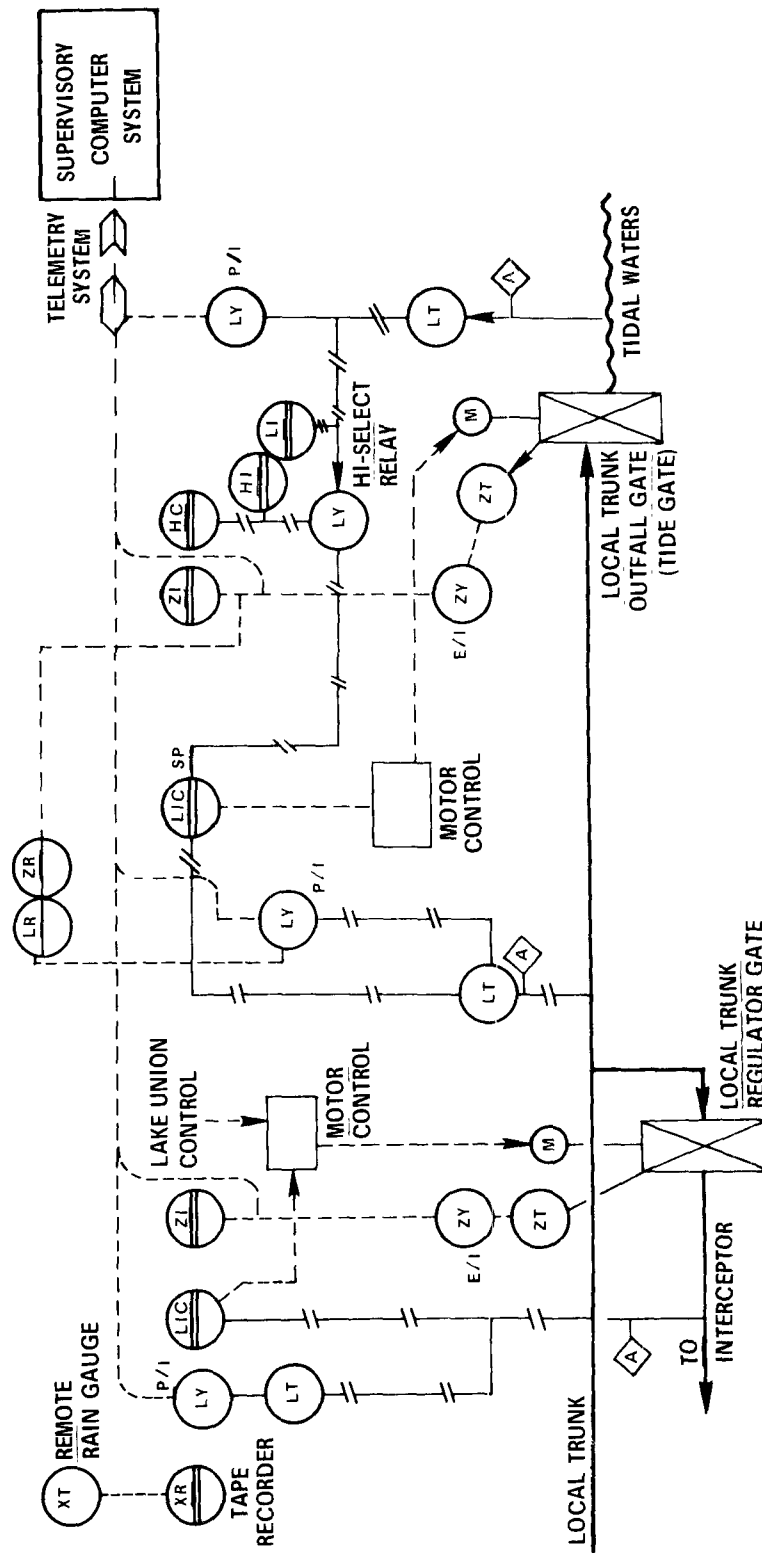 XT
REMOTE
RAIN GAUGE
XR
TAPE
RECORDER
P/I
LY
LT
LIC
ZI
LAKE UNION
CONTROL
MOTOR
CONTROL
ZY
E/I
ZT
M
A
TO
INTERCEPTOR
LOCAL TRUNK
LOCAL TRUNK
REGULATOR GATE
LR
ZR
LIC
SP
LY
P/I
LT
A
MOTOR
CONTROL
ZI
HC
HI
LI
HI-SELECT
RELAY
LY
ZY
E/I
ZT
M
LOCAL TRUNK
OUTFALL GATE
(TIDE GATE)
TELEMETRY
SYSTEM
SUPERVISORY
COMPUTER
SYSTEM
LY
P/I
LT
A
TIDAL WATERS